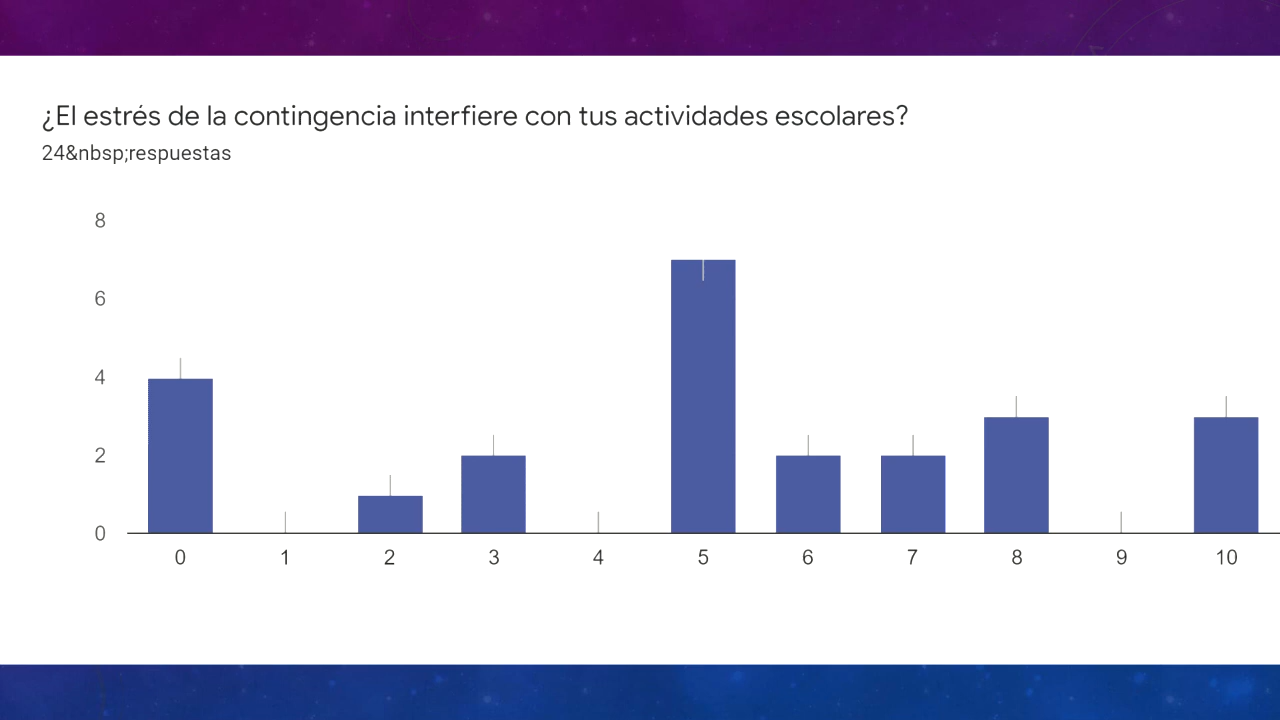 ¿El estrés de la contingencia interfiere con tus actividades escolares?
24&nbsp;respuestas
8
6
4
2
0
0 1 2 3 4 5 6 7 8 9 10